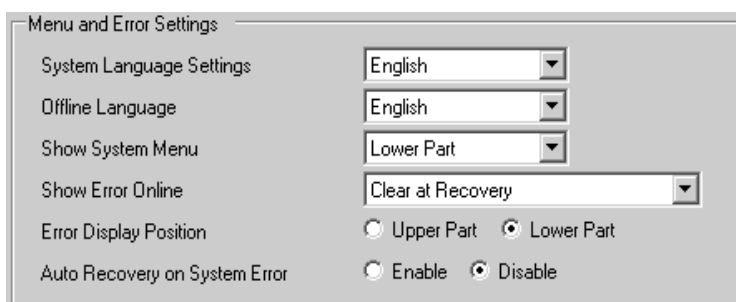 Menu and Error Settings
System Language Settings English
Offline Language English
Show System Menu Lower Part
Show Error Online Clear at Recovery
Error Display Position Upper Part Lower Part
Auto Recovery on System Error Enable Disable